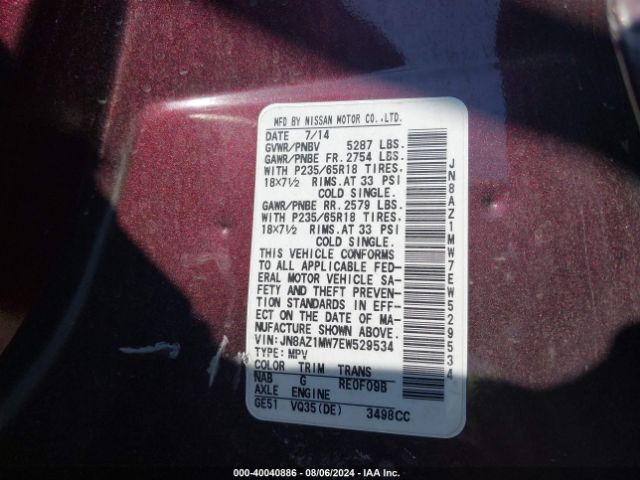 MFD BY NISSAN MOTOR CO.,LTD.
DATE 7/14
GVWR/PNBV 5287 LBS.
GAWR/PNBE FR. 2754 LBS.
WITH P235/65R18 TIRES.
18×7½ RIMS.AT 33 PSI
COLD SINGLE.
GAWR/PNBE RR. 2579 LBS.
WITH P235/65R18 TIRES.
18×7½ RIMS.AT 33 PSI
COLD SINGLE.
THIS VEHICLE CONFORMS
TO ALL APPLICABLE FED-
ERAL MOTOR VEHICLE SA-
FETY AND THEFT PREVEN-
TION STANDARDS IN EFF-
ECT ON THE DATE OF MA-
NUFACTURE SHOWN ABOVE.
VIN: JN8AZ1MW7EW529534
TYPE: MPV
COLOR TRIM TRANS
NAB G RE0F09B
AXLE ENGINE
GE51 VQ35(DE) 3498CC
JN8AZ1MW7EW529534
000-40040886 - 08/06/2024 - IAA Inc.